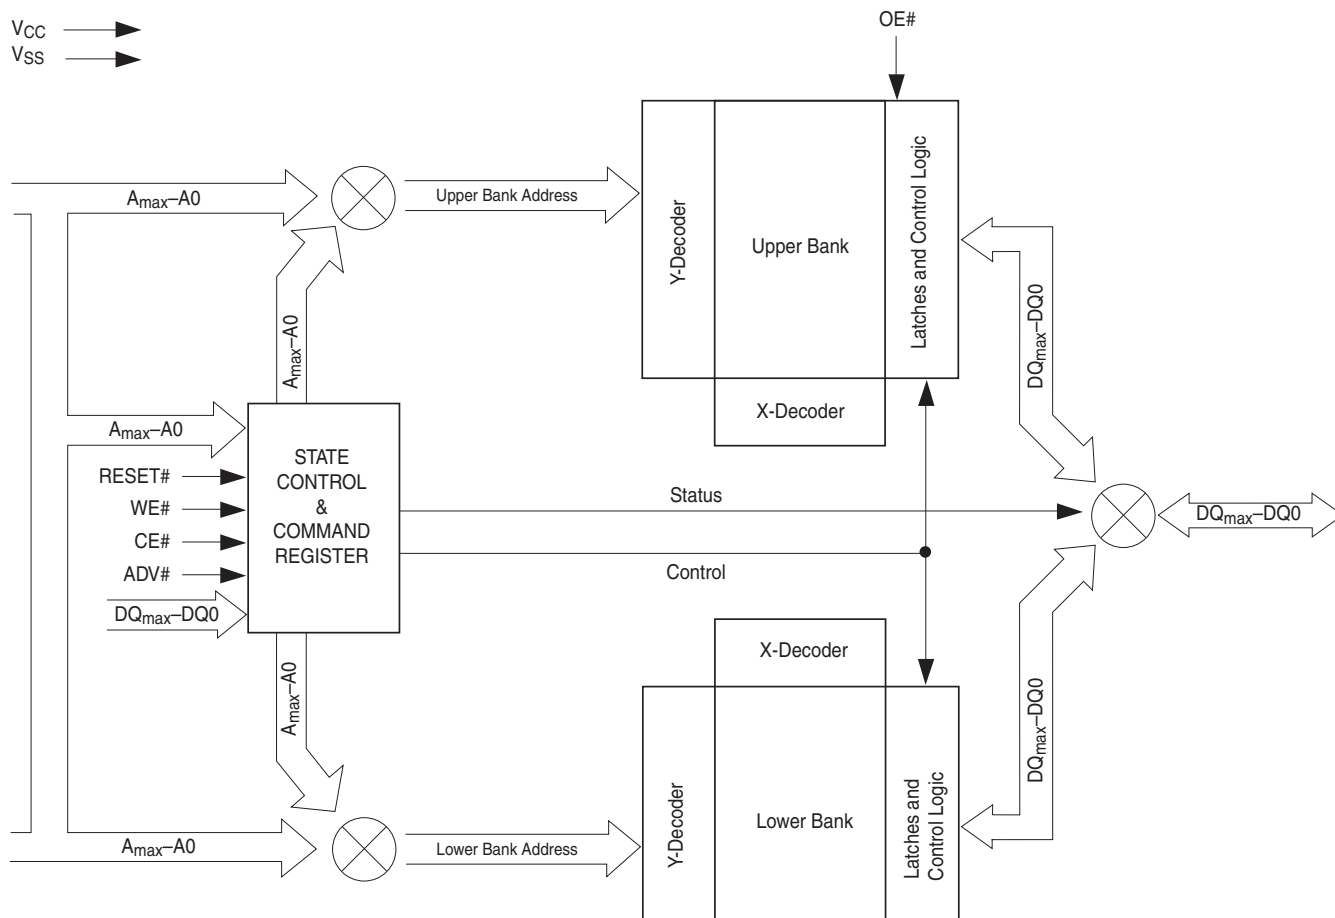 VCC
VSS
OE#
Amax–A0
Upper Bank Address
Y-Decoder
Upper Bank
Latches and Control Logic
X-Decoder
DQmax–DQ0
Amax–A0
Amax–A0
RESET#
WE#
CE#
ADV#
DQmax–DQ0
STATE
CONTROL
&
COMMAND
REGISTER
Status
Control
DQmax–DQ0
Amax–A0
X-Decoder
DQmax–DQ0
Amax–A0
Lower Bank Address
Y-Decoder
Lower Bank
Latches and
Control Logic